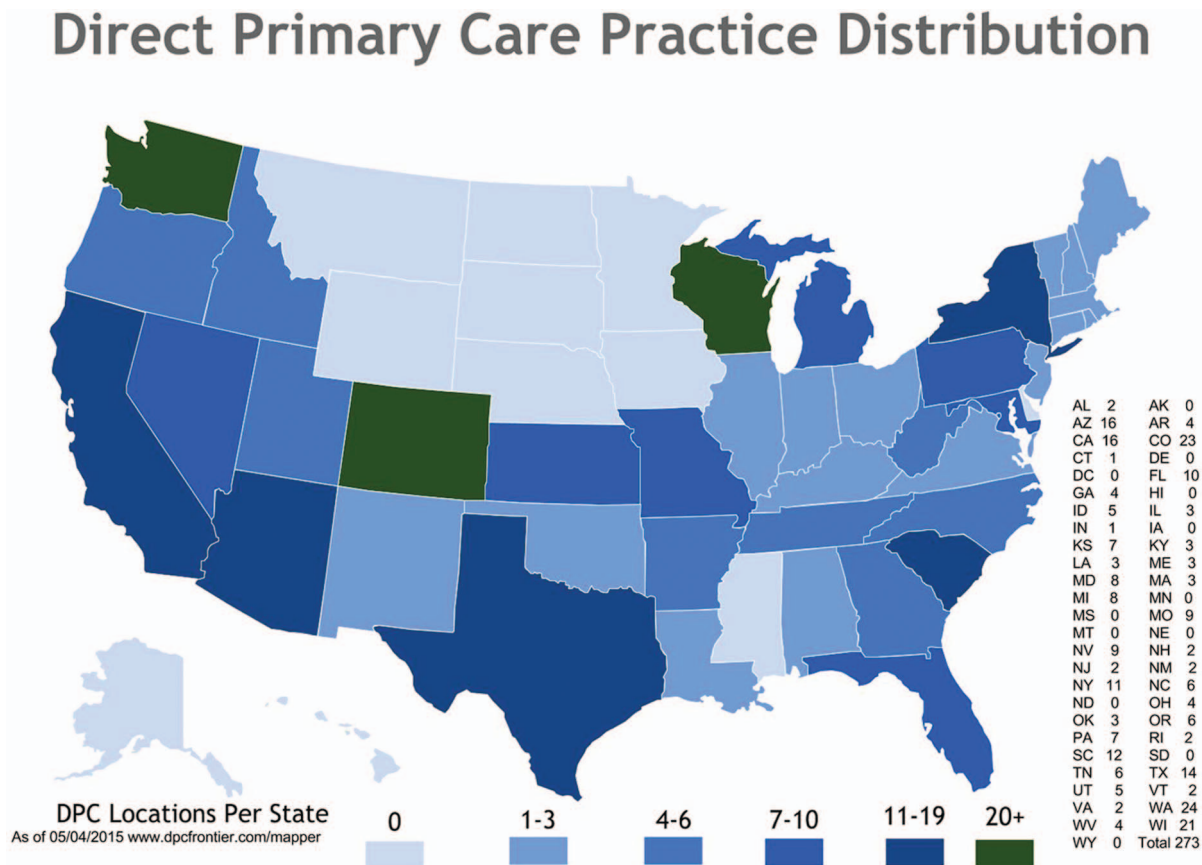 Direct Primary Care Practice Distribution
AL 2 AK 0
AZ 16 AR 4
CA 16 CO 23
CT 1 DE 0
DC 0 FL 10
GA 4 HI 0
ID 5 IL 3
IN 1 IA 0
KS 7 KY 3
LA 3 ME 3
MD 8 MA 3
MI 8 MN 0
MS 0 MO 9
MT 0 NE 0
NV 9 NH 2
NJ 2 NM 2
NY 11 NC 6
ND 0 OH 4
OK 3 OR 6
PA 7 RI 2
SC 12 SD 0
TN 6 TX 14
UT 5 VT 2
VA 2 WA 24
WV 4 WI 21
WY 0 Total 273
DPC Locations Per State
As of 05/04/2015 www.dpcfrontier.com/mapper
0 1-3 4-6 7-10 11-19 20+